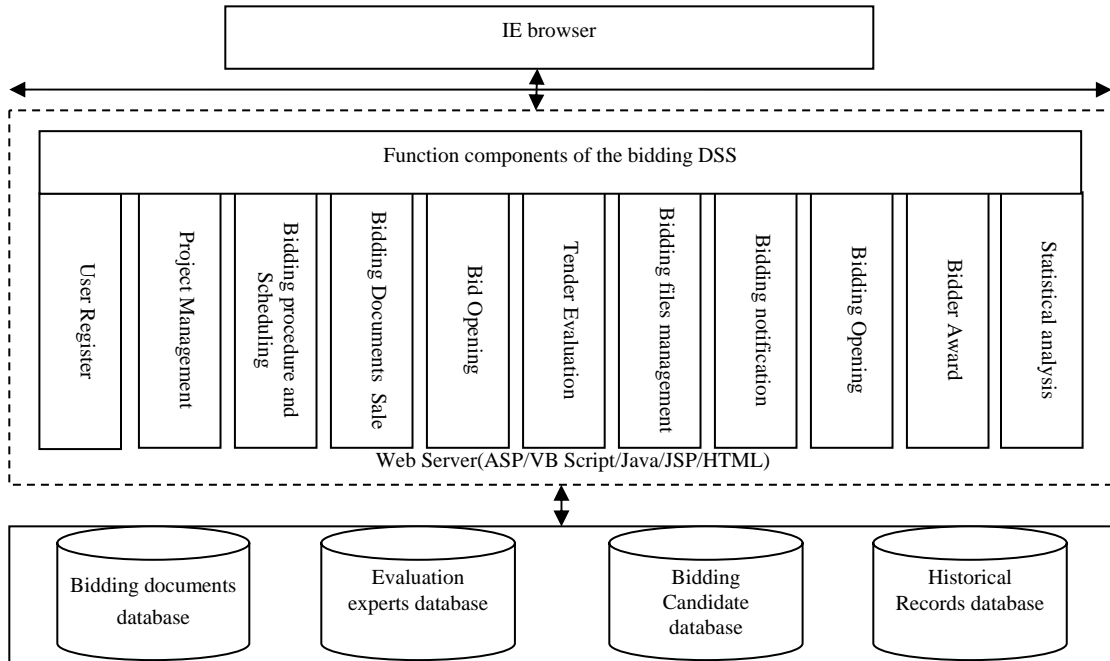 IE browser
Function components of the bidding DSS
User Register
Project Management
Bidding procedure and
Scheduling
Bidding Documents Sale
Bid Opening
Tender Evaluation
Bidding files management
Bidding notification
Bidding Opening
Bidder Award
Statistical analysis
Web Server(ASP/VB Script/Java/JSP/HTML)
Bidding documents
database
Evaluation
experts database
Bidding
Candidate
database
Historical
Records database